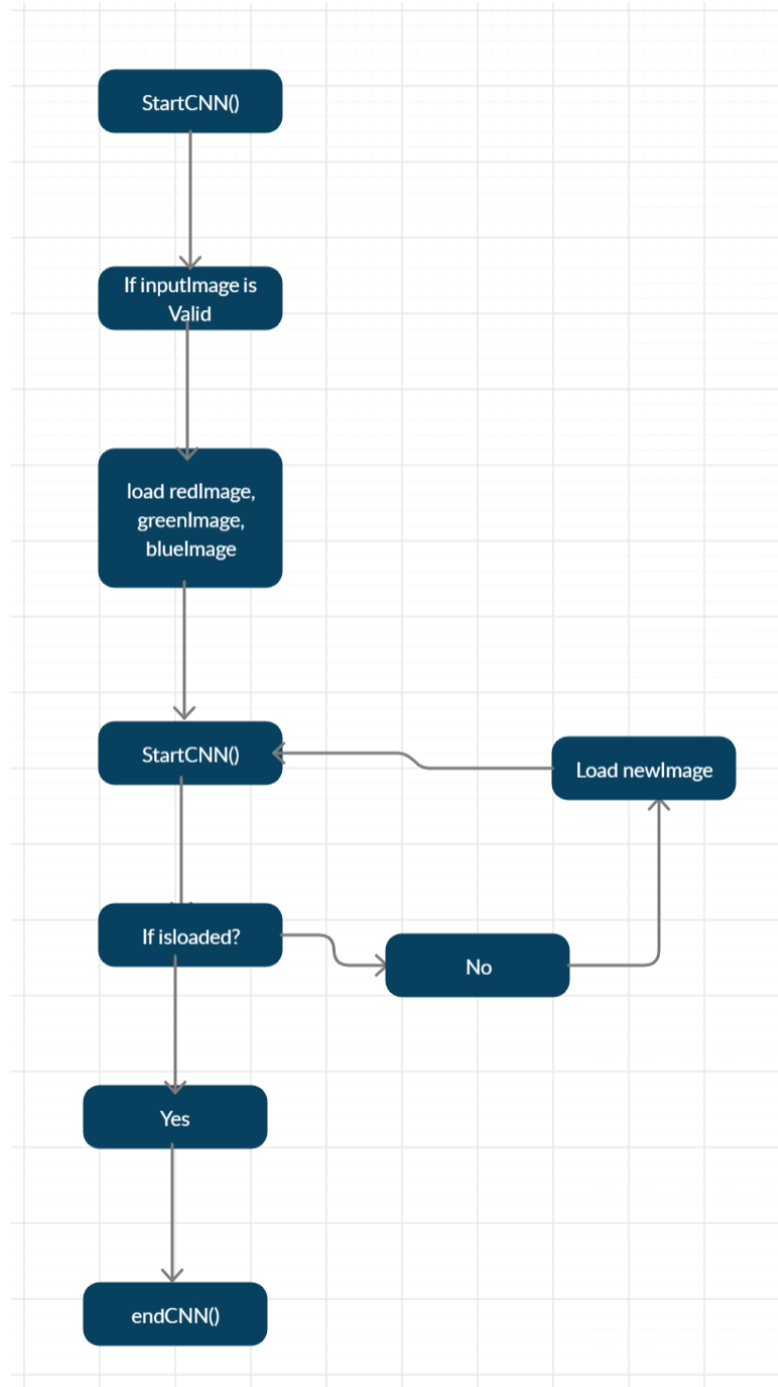 StartCNN()
If inputImage is
Valid
load redImage,
greenImage,
blueImage
StartCNN()
Load newImage
If isloaded?
No
Yes
endCNN()